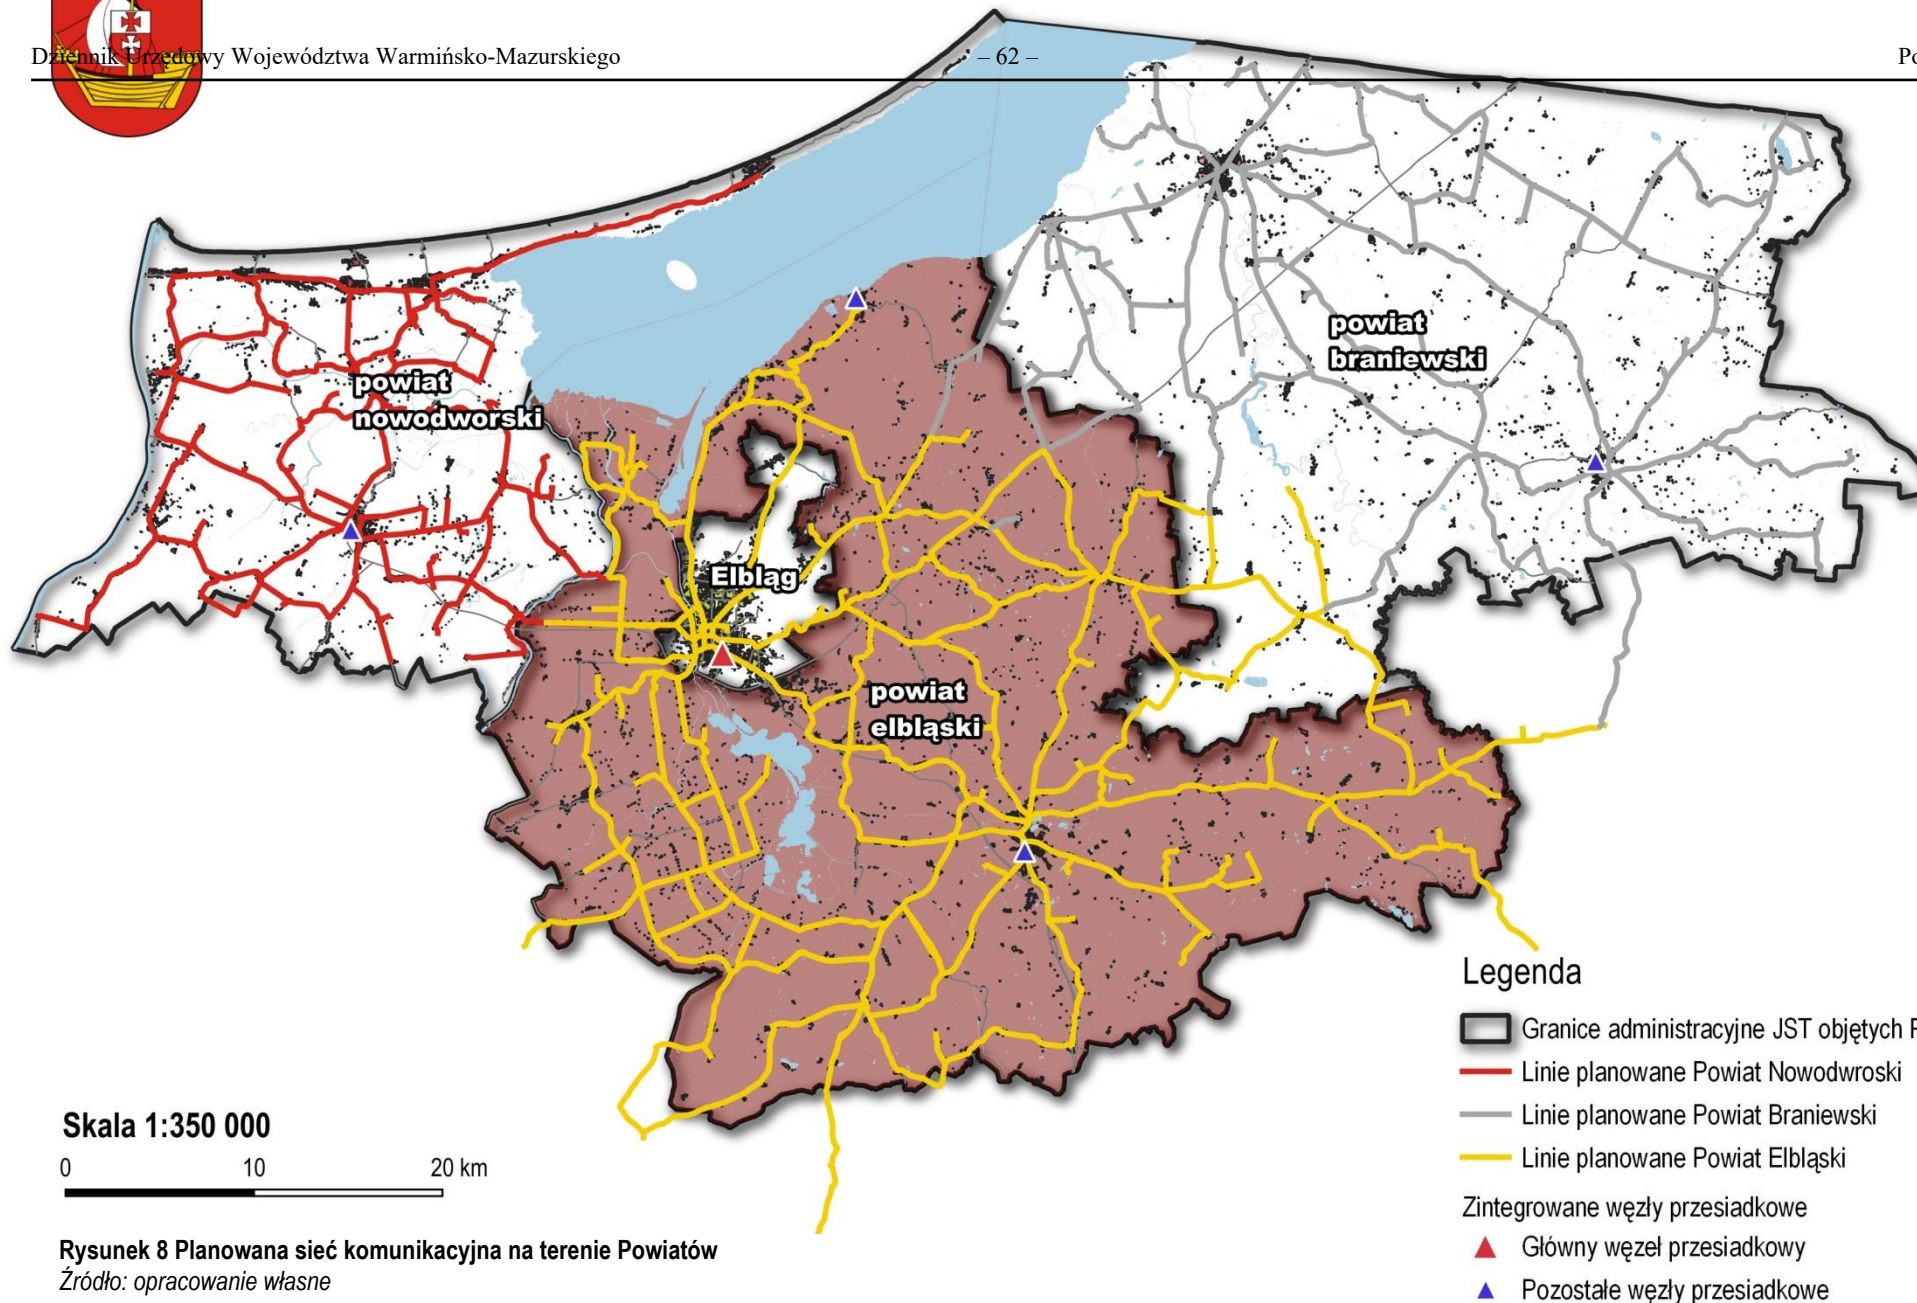 Dziennik Urzędowy Województwa Warmińsko-Mazurskiego
– 62 –
Po
powiat
braniewski
powiat
nowodworski
Elbląg
powiat
elbląski
Legenda
Granice administracyjne JST objętych P
Linie planowane Powiat Nowodwroski
Linie planowane Powiat Braniewski
Linie planowane Powiat Elbląski
Zintegrowane węzły przesiadkowe
Główny węzeł przesiadkowy
Pozostałe węzły przesiadkowe
Skala 1:350 000
0 10 20 km
Rysunek 8 Planowana sieć komunikacyjna na terenie Powiatów
Źródło: opracowanie własne